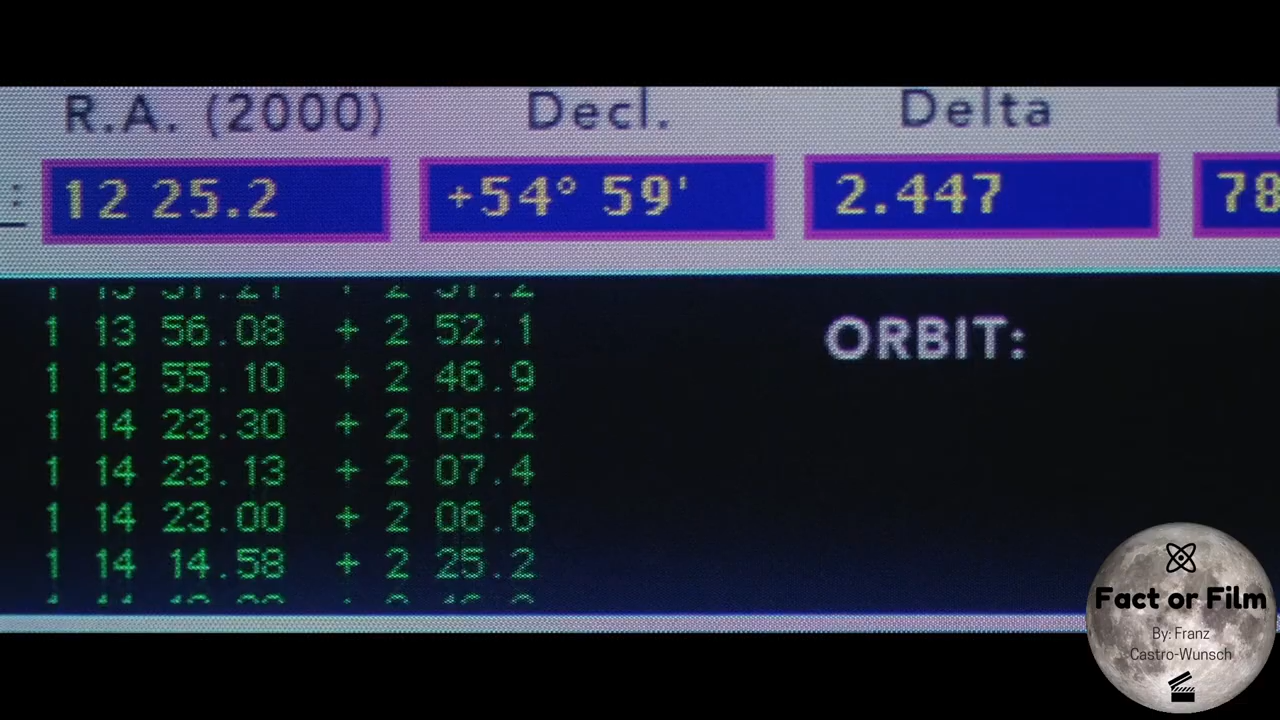 R.A. (2000) Decl. Delta
: 12 25.2 +54° 59' 2.447 78
ORBIT:
1 13 56.08 + 2 52.1
1 13 55.10 + 2 46.9
1 14 23.30 + 2 08.2
1 14 23.13 + 2 07.4
1 14 23.00 + 2 06.6
1 14 14.58 + 2 25.2
Fact or Film
By: Franz
Castro-Wunsch